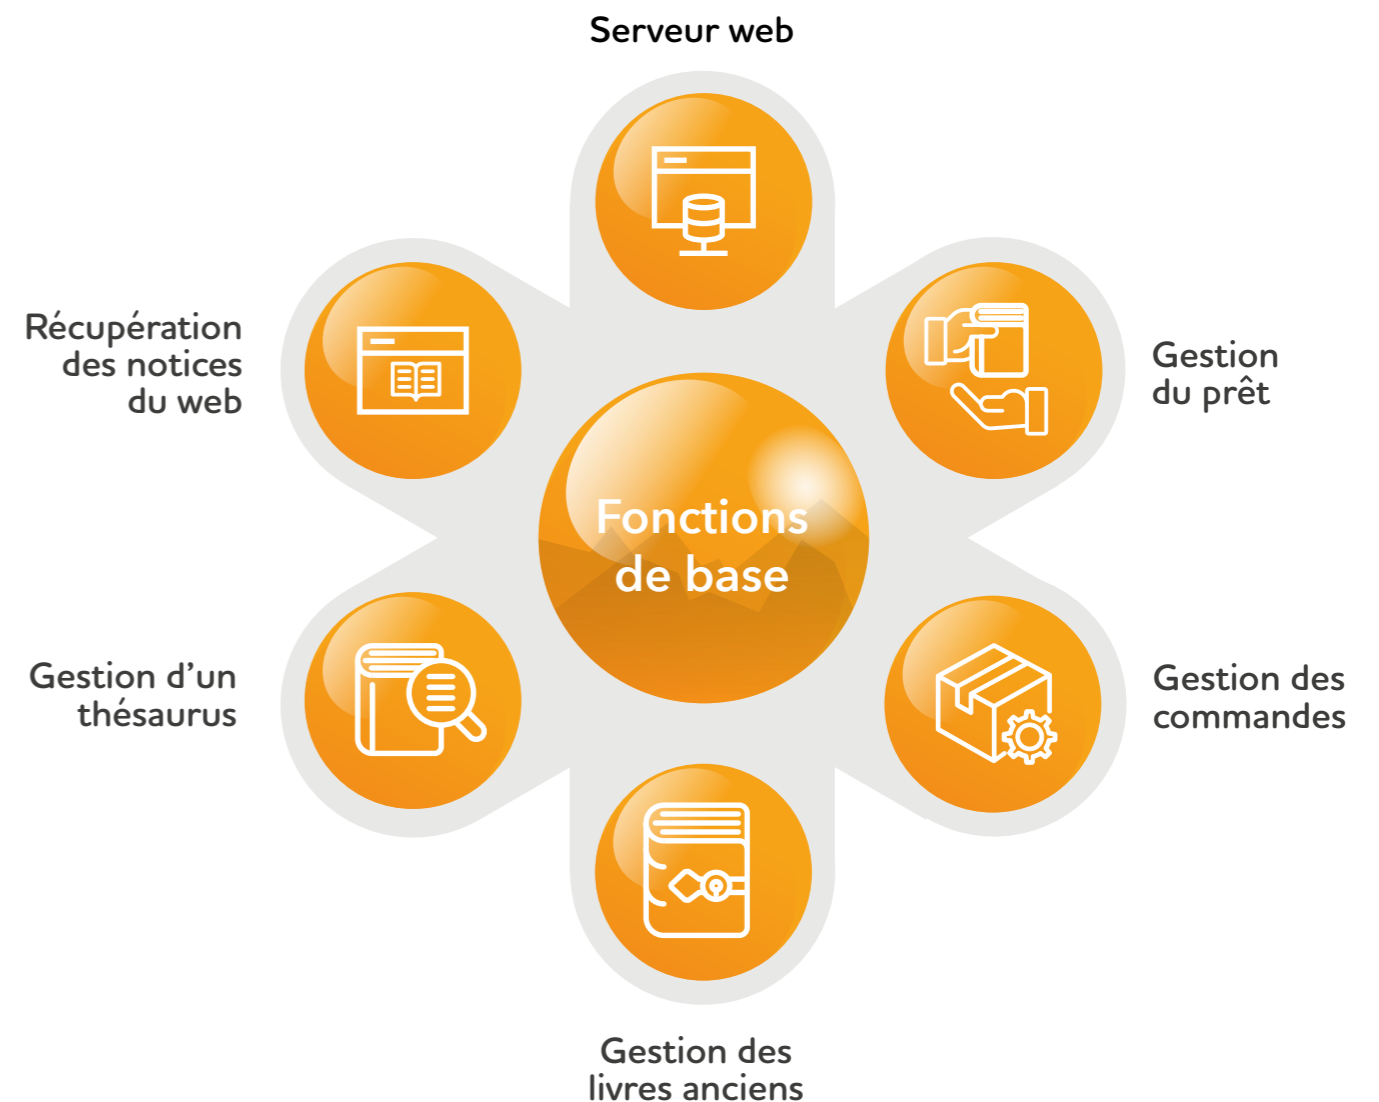 Serveur web
Récupération
des notices
du web
Gestion
du prêt
Fonctions
de base
Gestion d’un
thésaurus
Gestion des
commandes
Gestion des
livres anciens